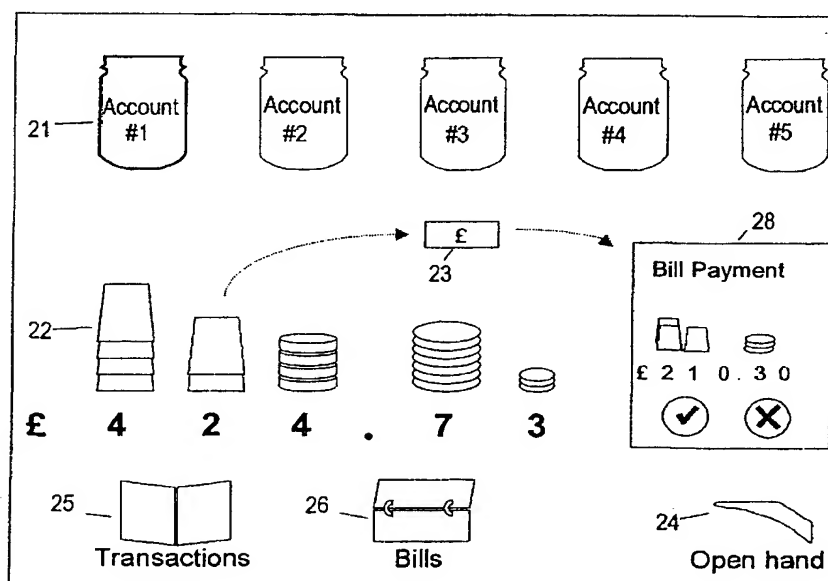 Account #1
Account #2
Account #3
Account #4
Account #5
21
£
23
28
Bill Payment
£ 2 1 0 . 3 0
22
£ 4 2 4 . 7 3
25
Transactions
26
Bills
24
Open hand